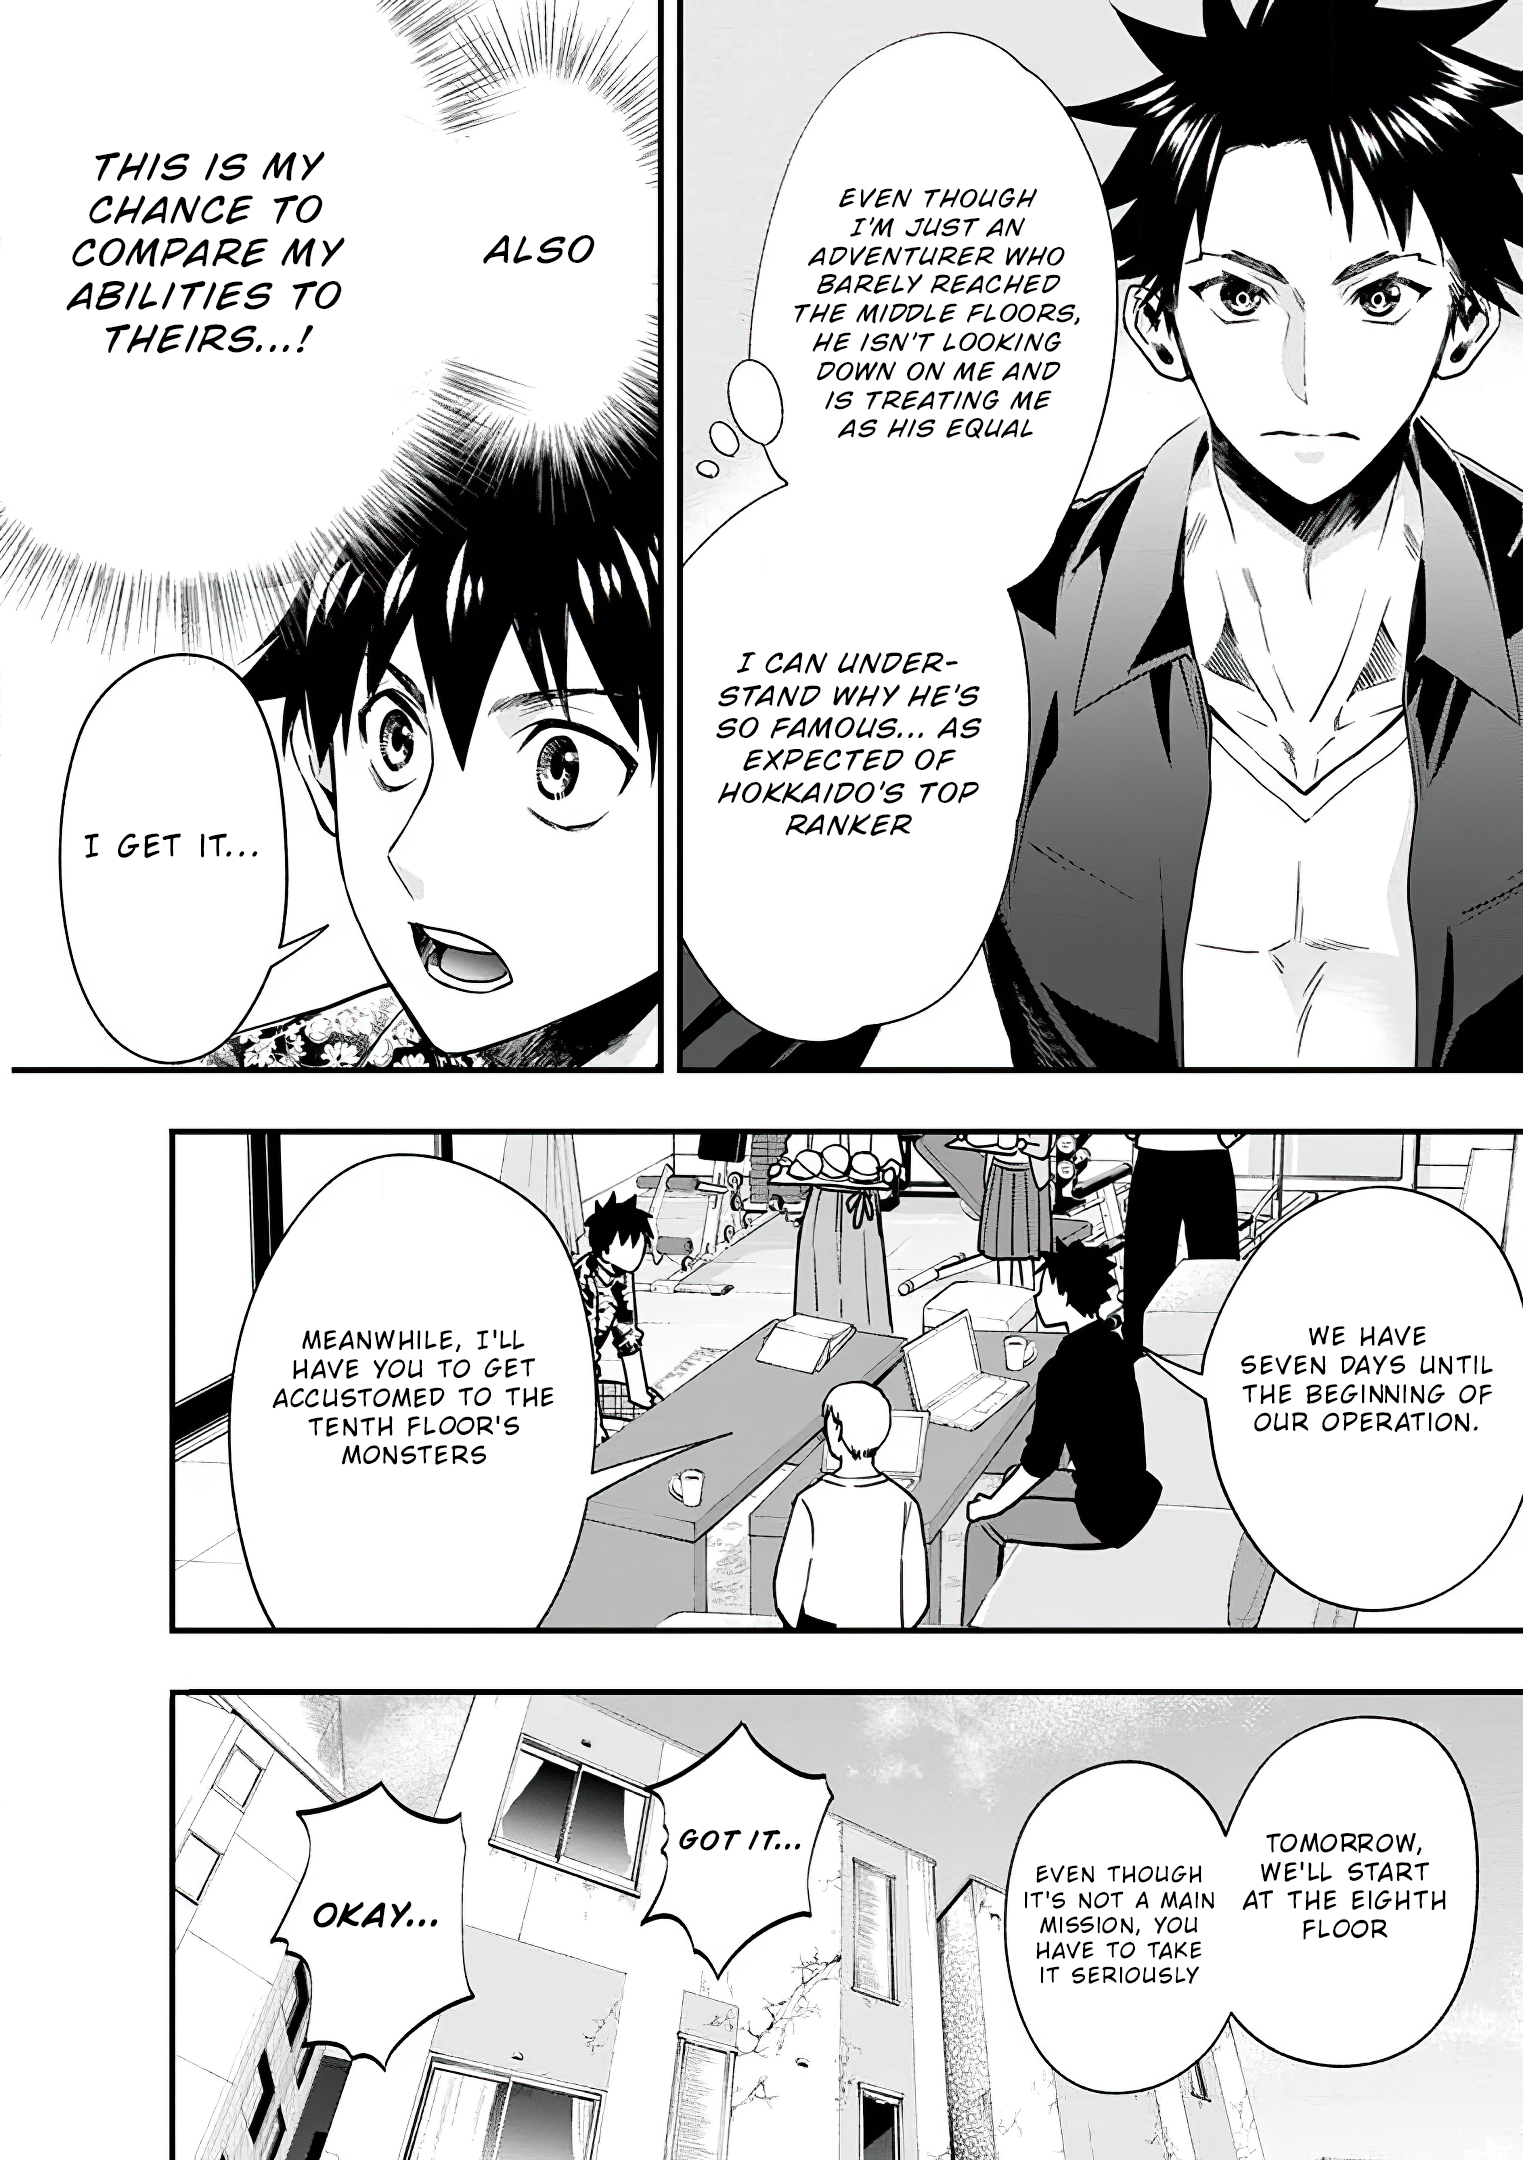 EVEN THOUGH
I'M JUST AN
ADVENTURER WHO
BARELY REACHED
THE MIDDLE FLOORS,
HE ISN'T LOOKING
DOWN ON ME AND
IS TREATING ME
AS HIS EQUAL
I CAN UNDER-
STAND WHY HE'S
SO FAMOUS... AS
EXPECTED OF
HOKKAIDO'S TOP
RANKER
ALSO
THIS IS MY
CHANCE TO
COMPARE MY
ABILITIES TO
THEIRS...!
I GET IT...
WE HAVE
SEVEN DAYS UNTIL
THE BEGINNING OF
OUR OPERATION.
MEANWHILE, I'LL
HAVE YOU TO GET
ACCUSTOMED TO THE
TENTH FLOOR'S
MONSTERS
TOMORROW,
WE'LL START
AT THE EIGHTH
FLOOR
EVEN THOUGH
IT'S NOT A MAIN
MISSION, YOU
HAVE TO TAKE
IT SERIOUSLY
GOT IT...
OKAY...